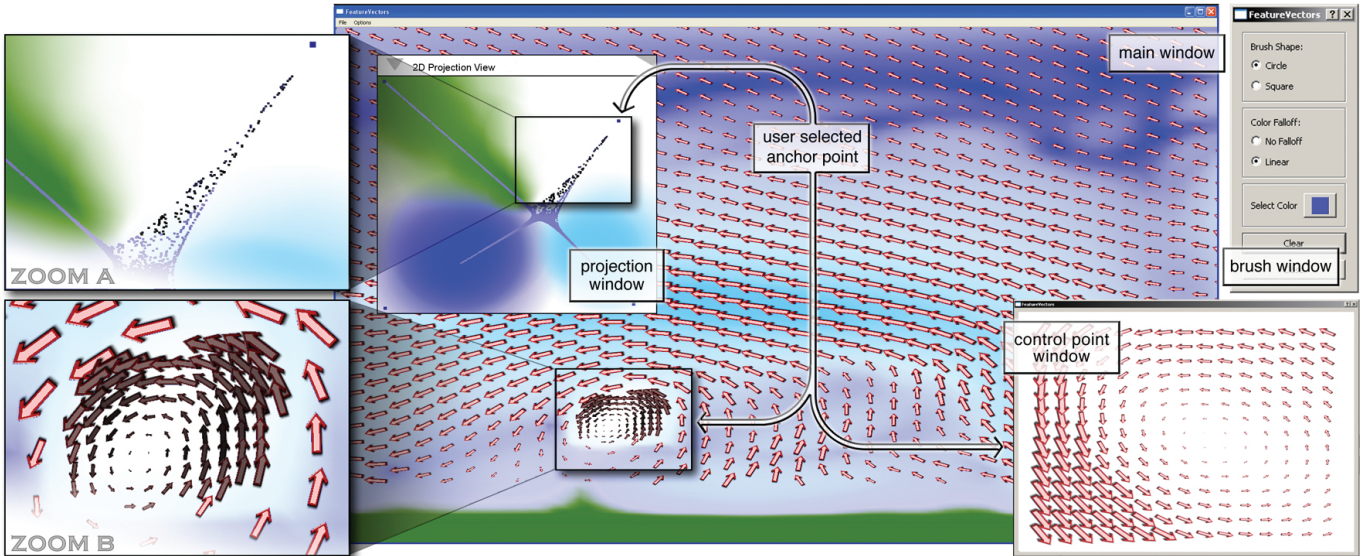 FeatureVectors
File Options
main window
2D Projection View
user selected
anchor point
projection
window
ZOOM A
ZOOM B
FeatureVectors
Brush Shape:
Circle
Square
Color Falloff:
No Falloff
Linear
Select Color
Clear
brush window
FeatureVectors
control point
window